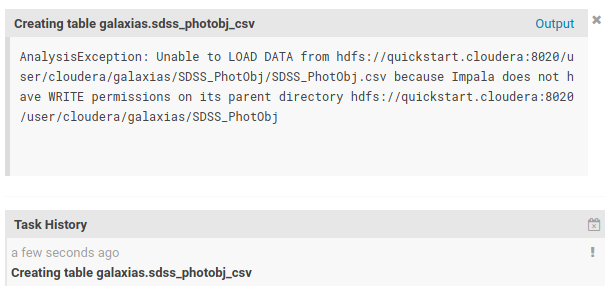 Creating table galaxias.sdss_photobj_csv Output
AnalysisException: Unable to LOAD DATA from hdfs://quickstart.cloudera:8020/u
ser/cloudera/galaxias/SDSS_PhotObj/SDSS_PhotObj.csv because Impala does not h
ave WRITE permissions on its parent directory hdfs://quickstart.cloudera:8020
/user/cloudera/galaxias/SDSS_PhotObj
Task History
a few seconds ago !
Creating table galaxias.sdss_photobj_csv